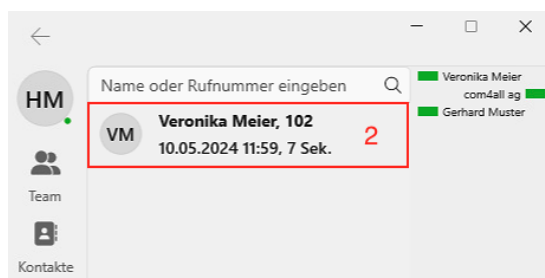 HM
Team
Kontakte
Name oder Rufnummer eingeben
VM
Veronika Meier, 102
10.05.2024 11:59, 7 Sek.
2
Veronika Meier
com4all ag
Gerhard Muster